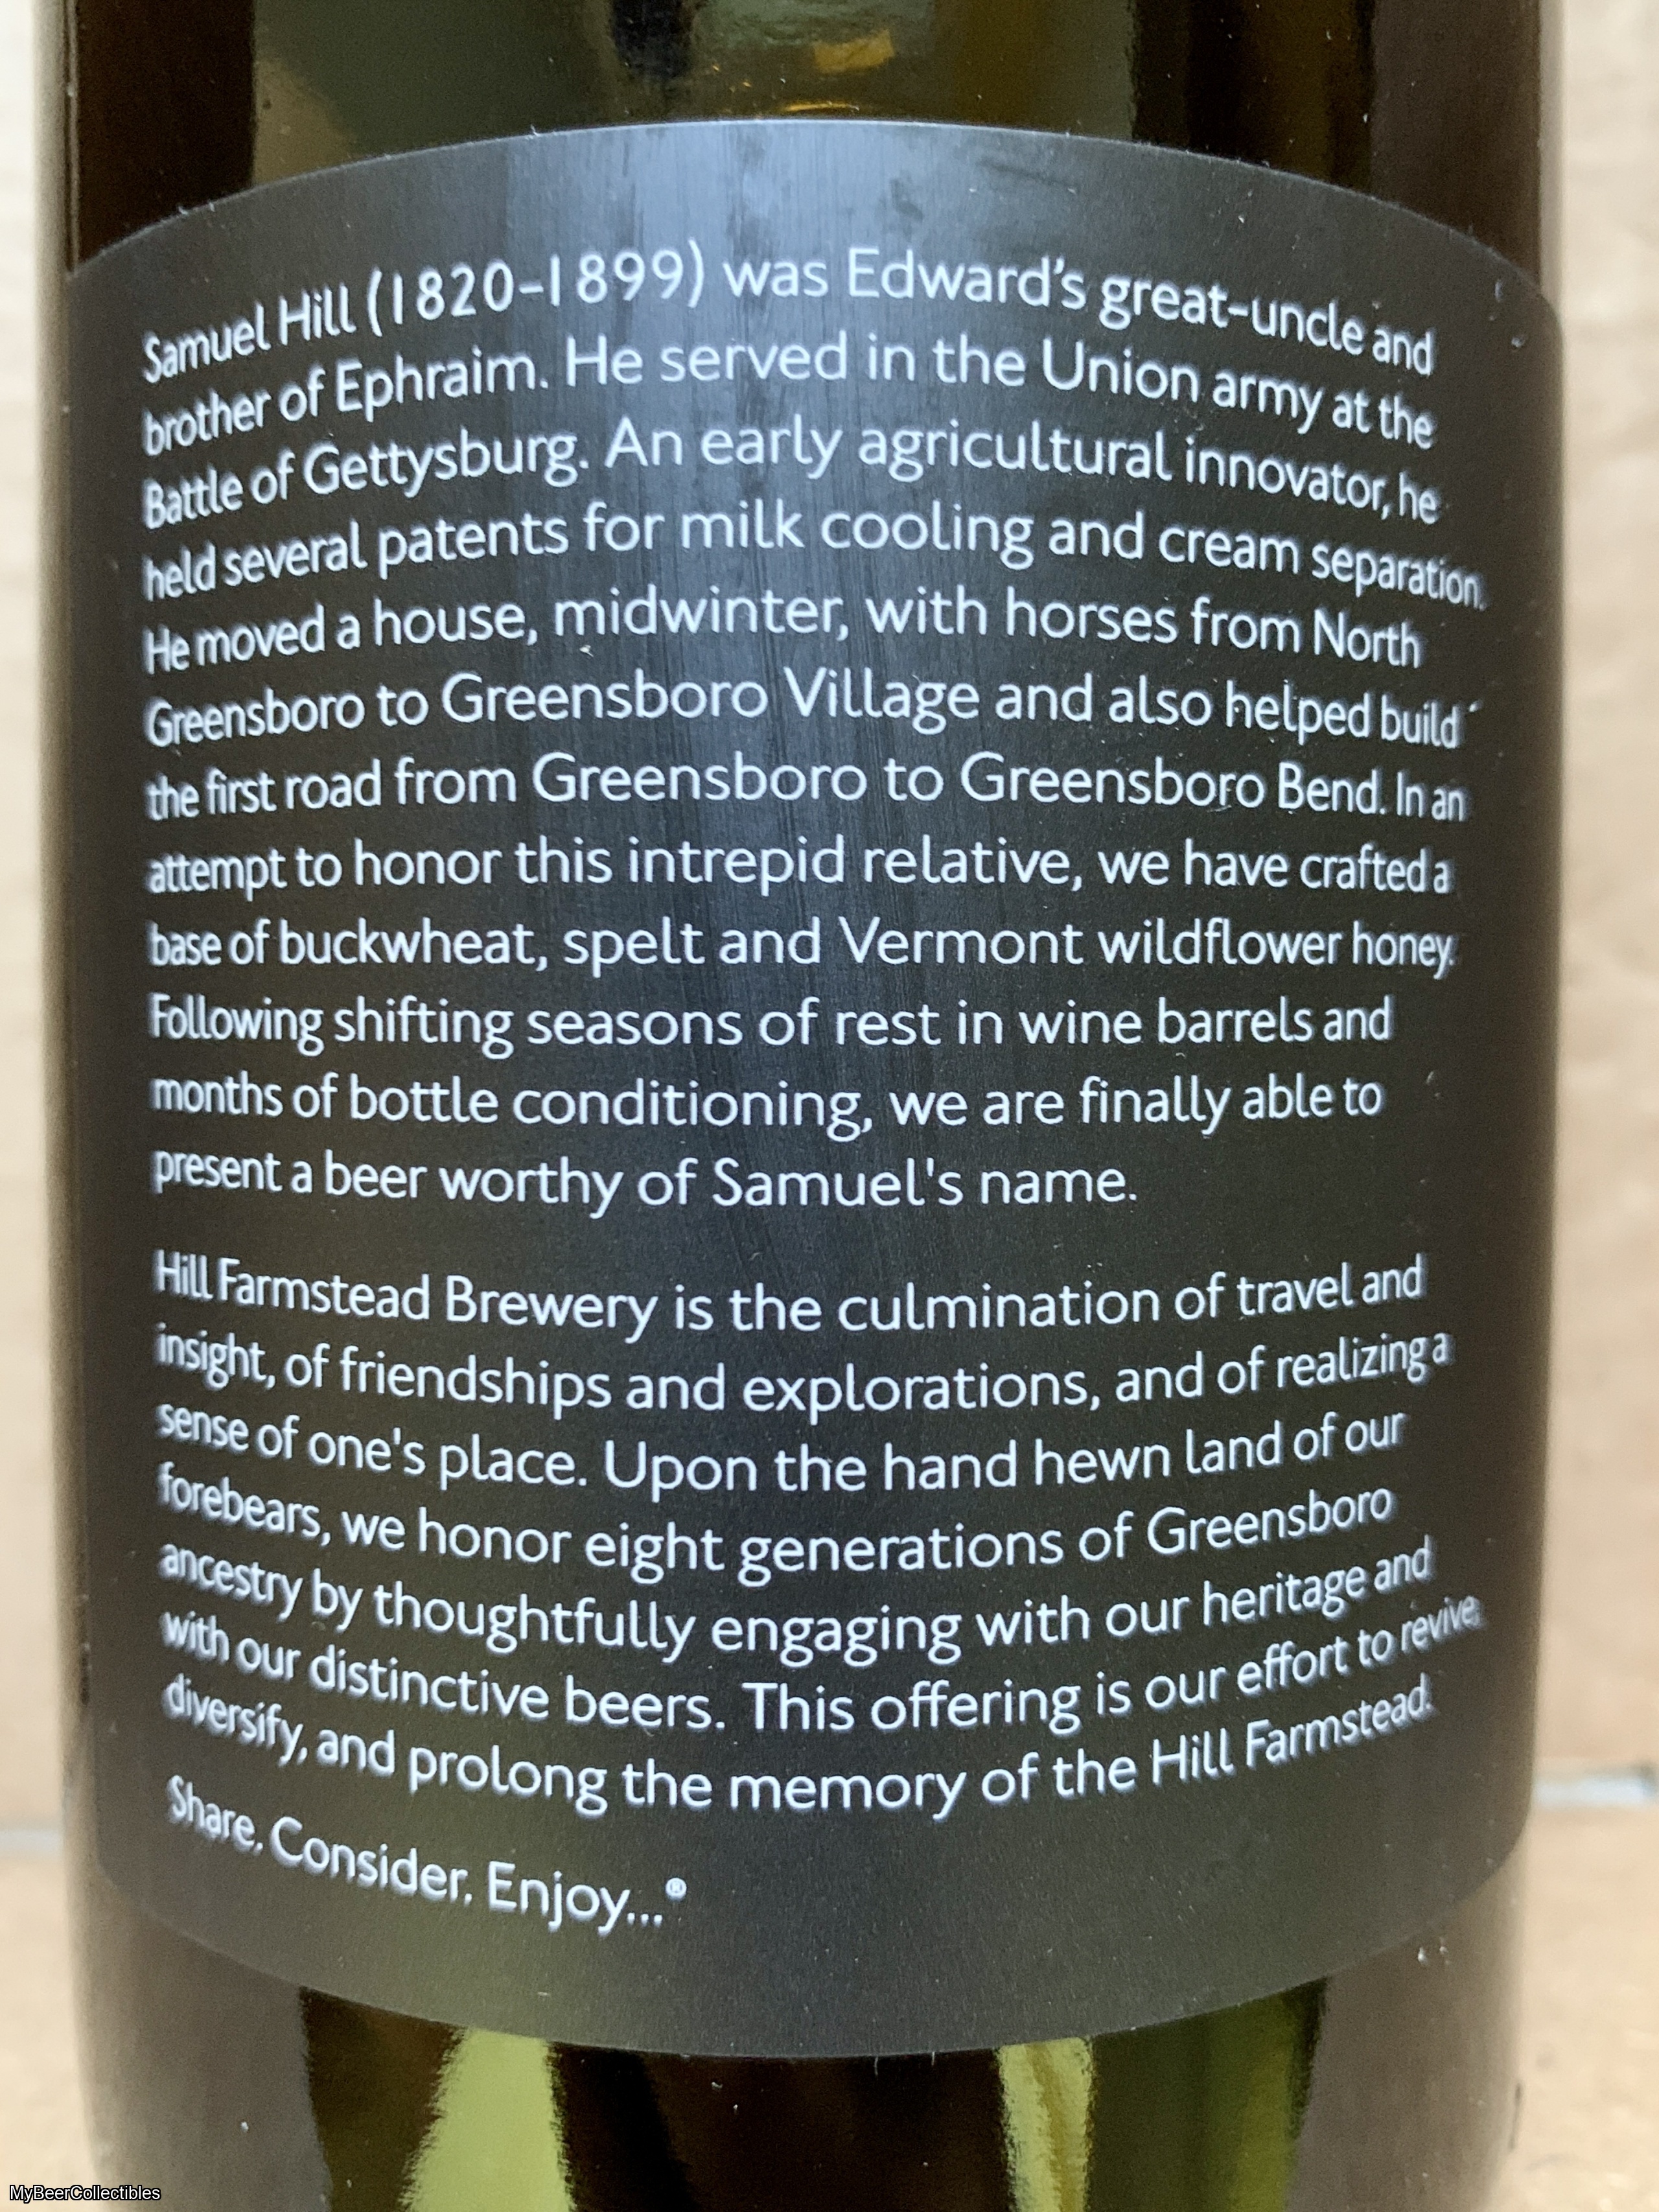 Samuel Hill (1820–1899) was Edward’s great-uncle and
brother of Ephraim. He served in the Union army at the
Battle of Gettysburg. An early agricultural innovator, he
held several patents for milk cooling and cream separation.
He moved a house, midwinter, with horses from North
Greensboro to Greensboro Village and also helped build
the first road from Greensboro to Greensboro Bend. In an
attempt to honor this intrepid relative, we have crafted a
base of buckwheat, spelt and Vermont wildflower honey.
Following shifting seasons of rest in wine barrels and
months of bottle conditioning, we are finally able to
present a beer worthy of Samuel's name.
Hill Farmstead Brewery is the culmination of travel and
insight, of friendships and explorations, and of realizing a
sense of one's place. Upon the hand hewn land of our
forebears, we honor eight generations of Greensboro
ancestry by thoughtfully engaging with our heritage and
with our distinctive beers. This offering is our effort to revive,
diversify, and prolong the memory of the Hill Farmstead.
Share. Consider. Enjoy...®
MyBeerCollectibles